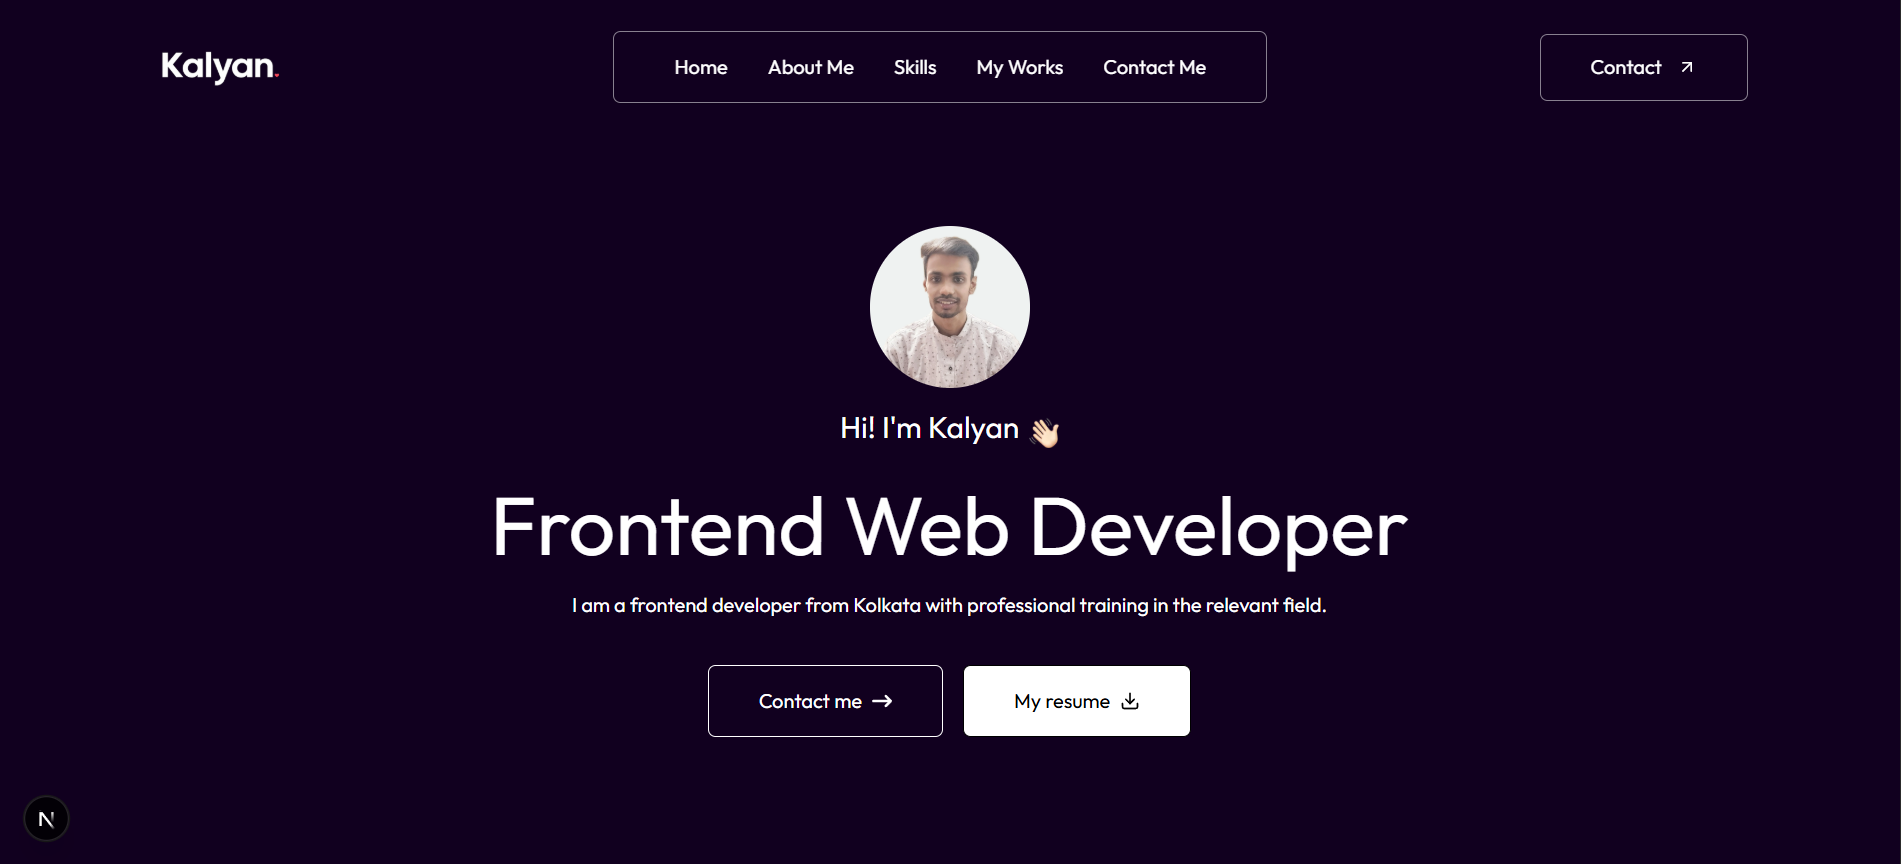 Kalyan.
Home About Me Skills My Works Contact Me
Contact
Hi! I'm Kalyan 👋🏻
Frontend Web Developer
I am a frontend developer from Kolkata with professional training in the relevant field.
Contact me
My resume
N